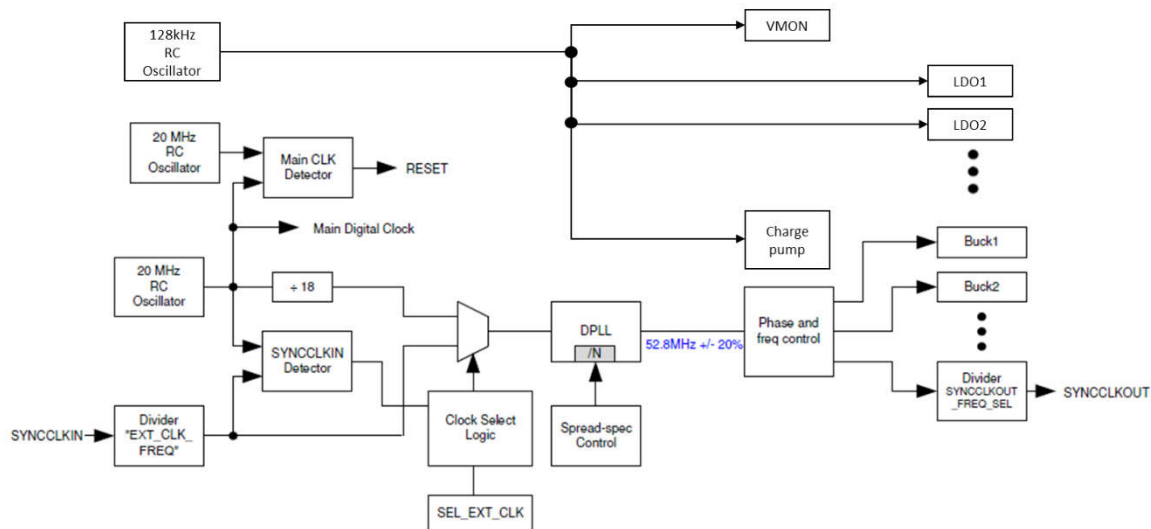 128kHz
RC
Oscillator
VMON
LDO1
LDO2
20 MHz
RC
Oscillator
Main CLK
Detector
RESET
Main Digital Clock
Charge
pump
20 MHz
RC
Oscillator
÷ 18
SYNCCLKIN
Detector
DPLL
/N
52.8MHz +/- 20%
Phase and
freq control
Buck1
Buck2
SYNCCLKIN
Divider
"EXT_CLK_
FREQ"
Clock Select
Logic
Spread-spec
Control
Divider
SYNCCLKOUT
_FREQ_SEL
SYNCCLKOUT
SEL_EXT_CLK